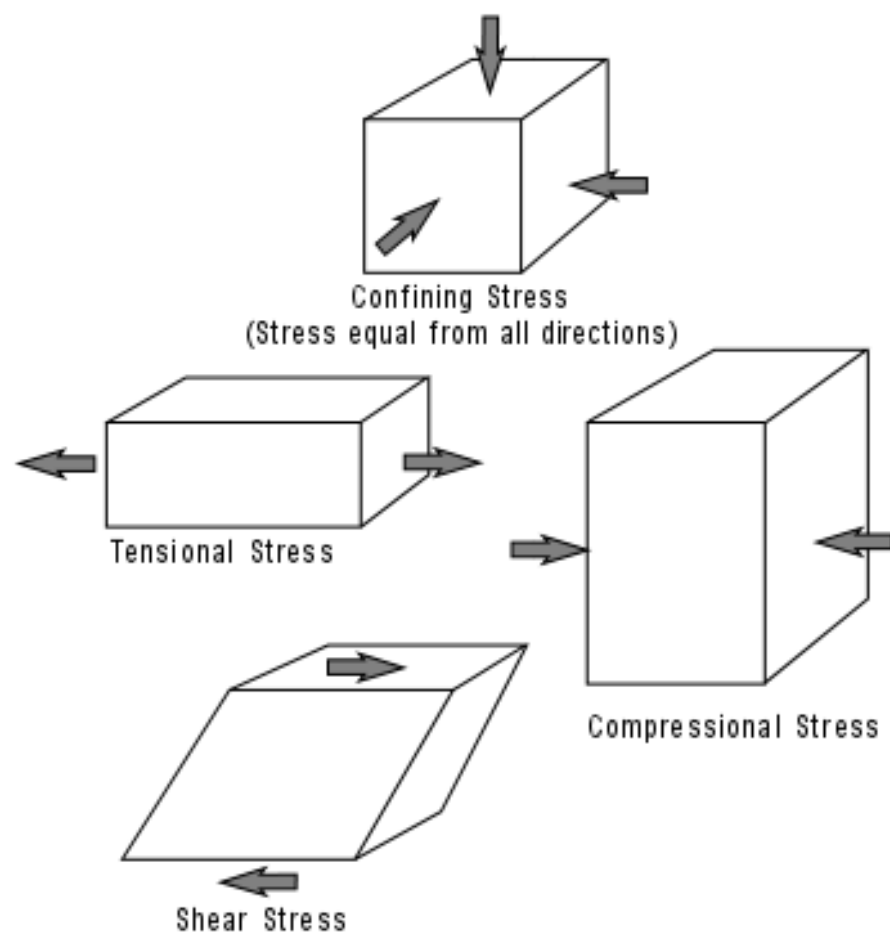 Confining Stress
(Stress equal from all directions)
Tensional Stress
Compressional Stress
Shear Stress